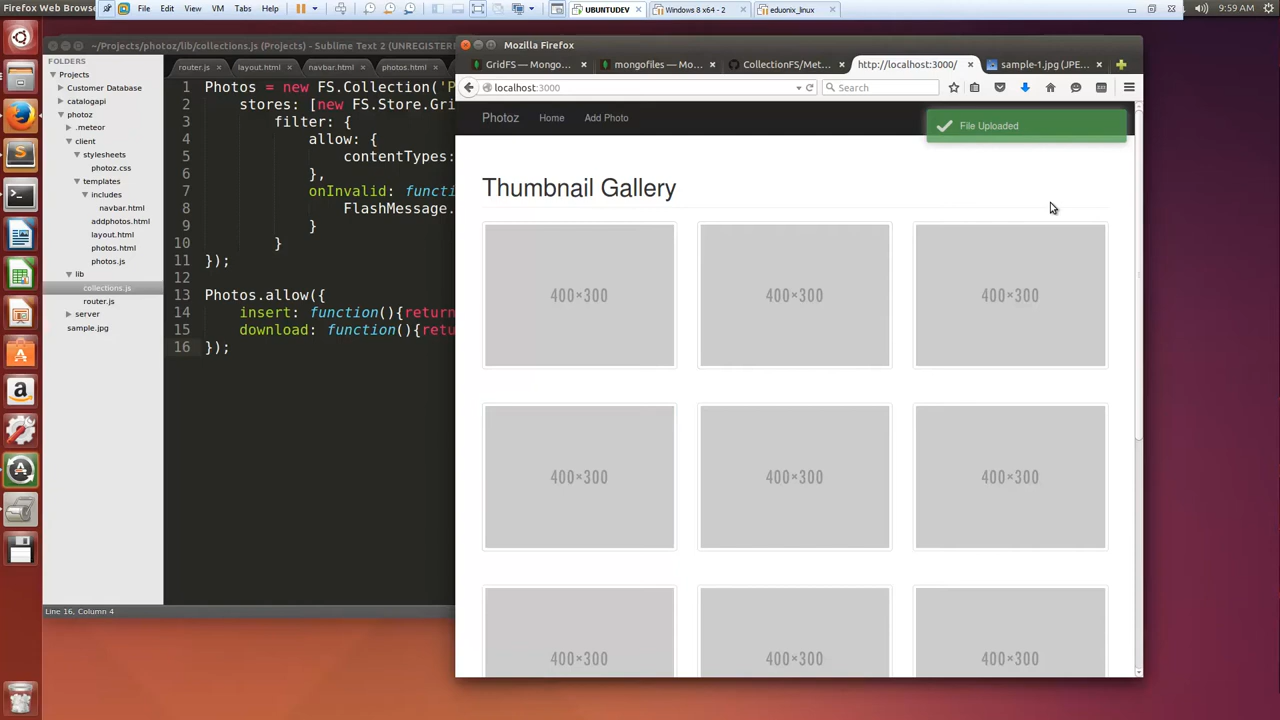 Firefox Web Brows
File
Edit
View
VM
Tabs
Help
UBUNTUDEV
Windows 8 x64 - 2
eduonix_linux
9:59 AM
~/Projects/photoz/lib/collections.js (Projects) - Sublime Text 2 (UNREGISTER
FOLDERS
Projects
Customer Database
catalogapi
photoz
.meteor
client
stylesheets
photoz.css
templates
includes
navbar.html
addphotos.html
layout.html
photos.html
photos.js
lib
collections.js
router.js
server
sample.jpg
router.js
layout.html
navbar.html
photos.html
1 Photos = new FS.Collection('P
2 stores: [new FS.Store.Gri
3 filter: {
4 allow: {
5 contentTypes:
6 },
7 onInvalid: functi
8 FlashMessage.
9 }
10 }
11 });
12
13 Photos.allow({
14 insert: function(){return
15 download: function(){retu
16 });
Line 16, Column 4
Mozilla Firefox
GridFS — Mongo...
mongofiles — Mo...
CollectionFS/Met...
http://localhost:3000/
sample-1.jpg (JPE...
localhost:3000
Search
Photoz
Home
Add Photo
File Uploaded
Thumbnail Gallery
400×300
400×300
400×300
400×300
400×300
400×300
400×300
400×300
400×300